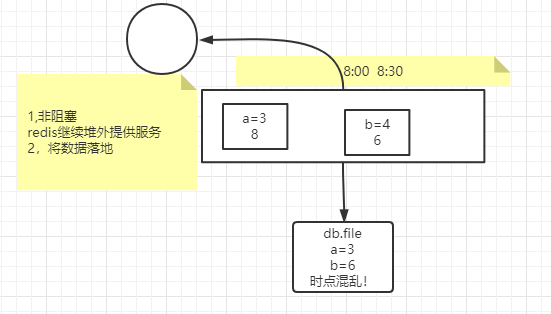 8:00 8:30
1,非阻塞
redis继续堆外提供服务
2，将数据落地
a=3
8
b=4
6
db.file
a=3
b=6
时点混乱！